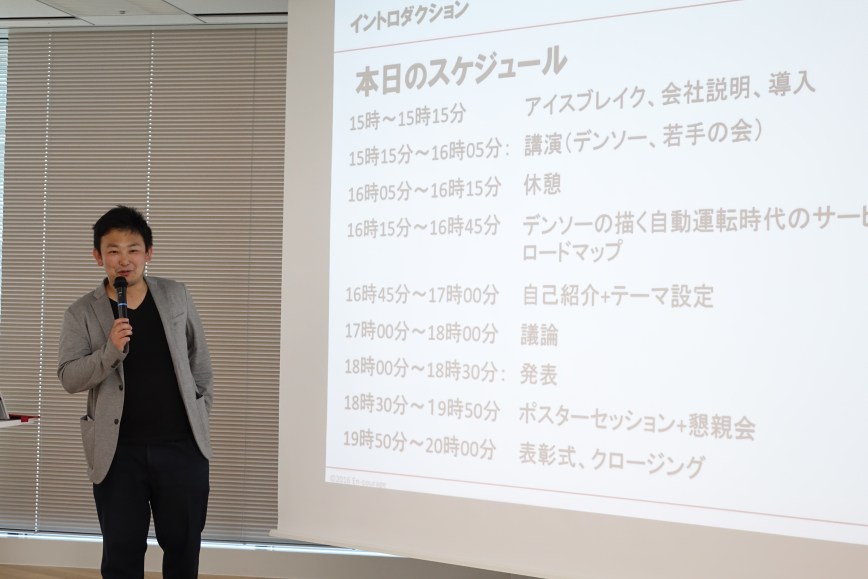 イントロダクション
本日のスケジュール
15時～15時15分 アイスブレイク、会社説明、導入
15時15分～16時05分： 講演（デンソー、若手の会）
16時05分～16時15分 休憩
16時15分～16時45分 デンソーの描く自動運転時代のサービ
ロードマップ
16時45分～17時00分 自己紹介+テーマ設定
17時00分～18時00分 議論
18時00分～18時30分： 発表
18時30分～19時50分 ポスターセッション+懇親会
19時50分～20時00分 表彰式、クロージング